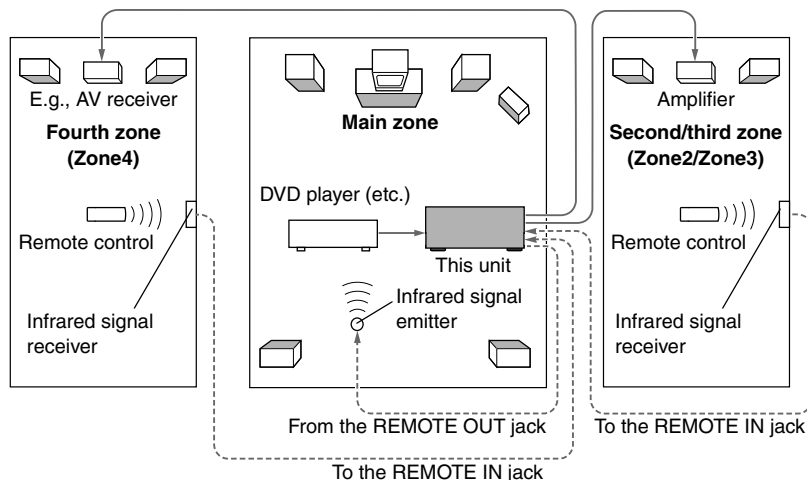 E.g., AV receiver
Fourth zone
(Zone4)
Remote control
Infrared signal
receiver
Main zone
DVD player (etc.)
This unit
Infrared signal
emitter
Amplifier
Second/third zone
(Zone2/Zone3)
Remote control
Infrared signal
receiver
From the REMOTE OUT jack
To the REMOTE IN jack
To the REMOTE IN jack